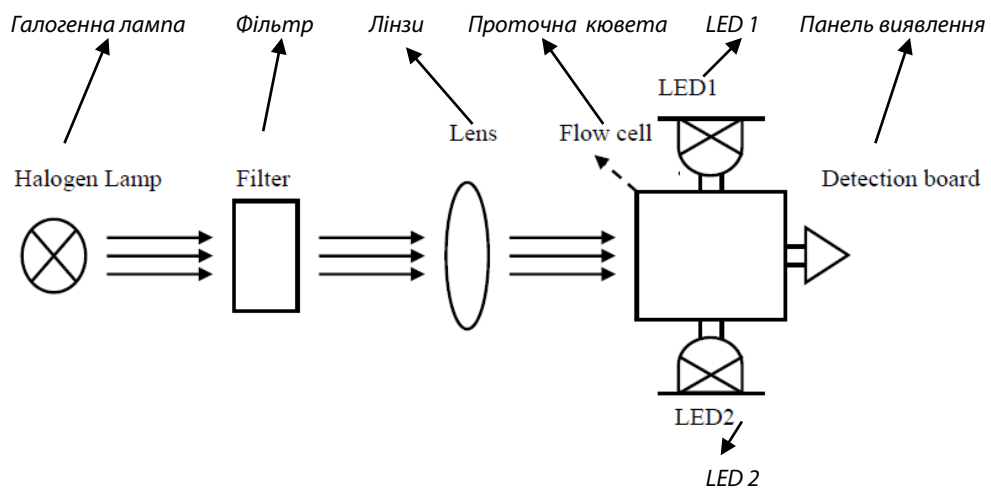 Галогенна лампа Фільтр Лінзи Проточна кювета LED 1 Панель виявлення
LED1
Lens Flow cell
Halogen Lamp Filter Detection board
LED2
LED 2